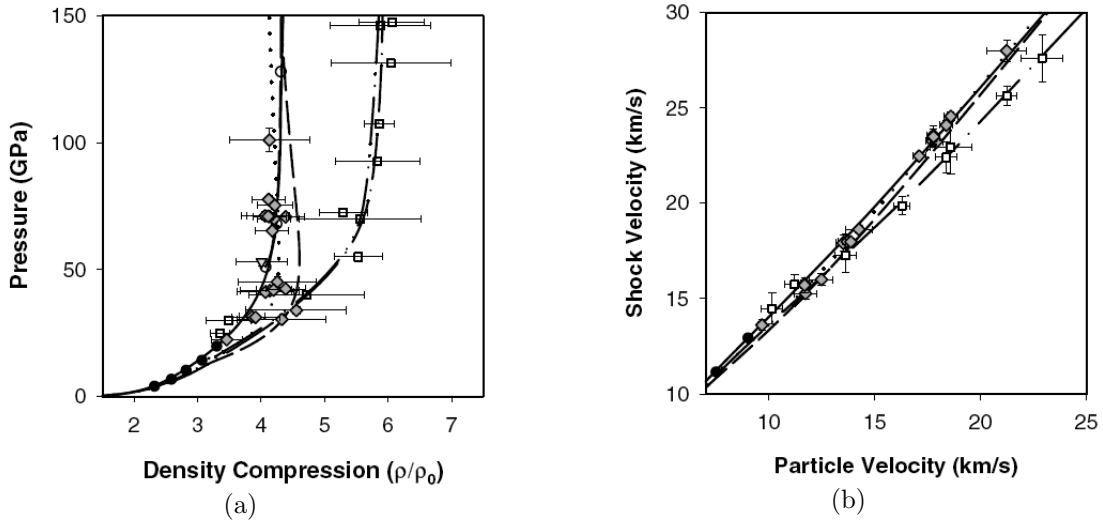 150
100
50
0
Pressure (GPa)
2 3 4 5 6 7
Density Compression (ρ/ρ₀)
(a)
30
25
20
15
10
Shock Velocity (km/s)
10 15 20 25
Particle Velocity (km/s)
(b)